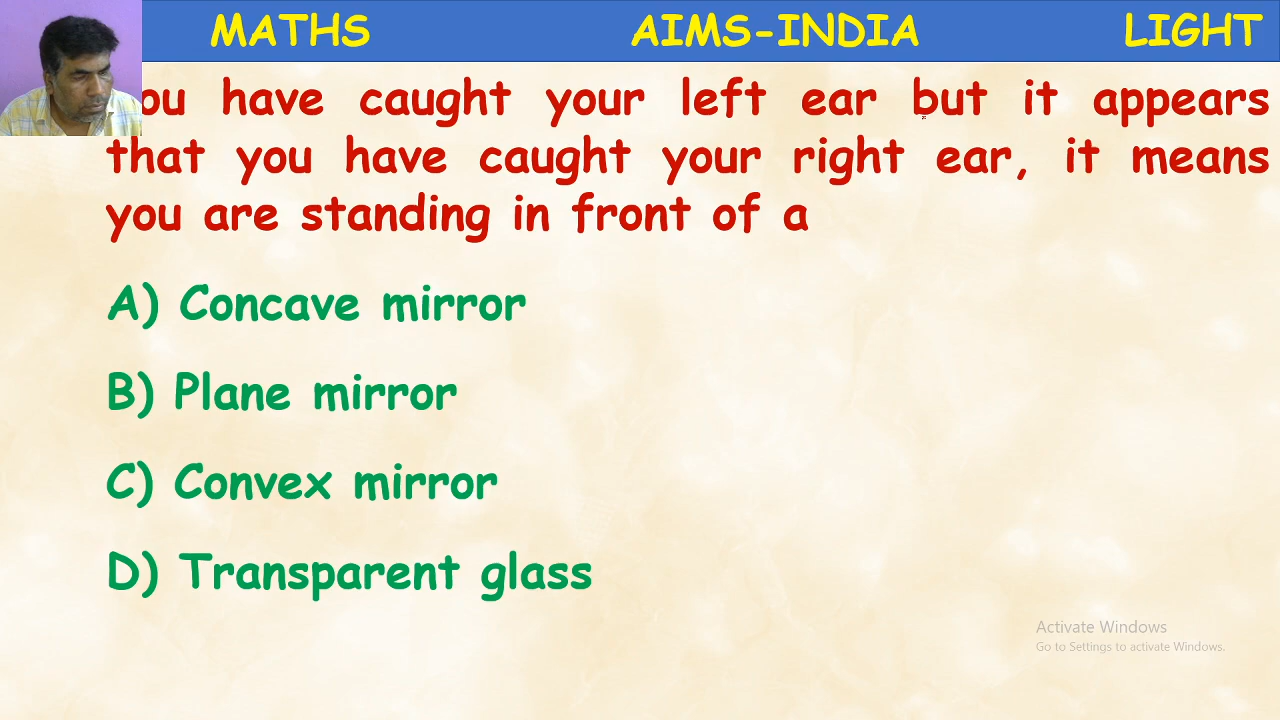 MATHS AIMS-INDIA LIGHT
ou have caught your left ear but it appears
that you have caught your right ear, it means
you are standing in front of a
A) Concave mirror
B) Plane mirror
C) Convex mirror
D) Transparent glass
Activate Windows
Go to Settings to activate Windows.